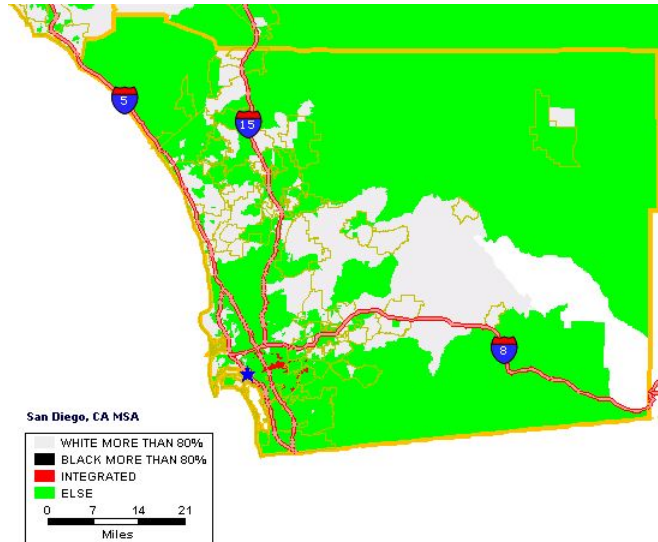 5
15
8
San Diego, CA MSA
WHITE MORE THAN 80%
BLACK MORE THAN 80%
INTEGRATED
ELSE
0 7 14 21
Miles